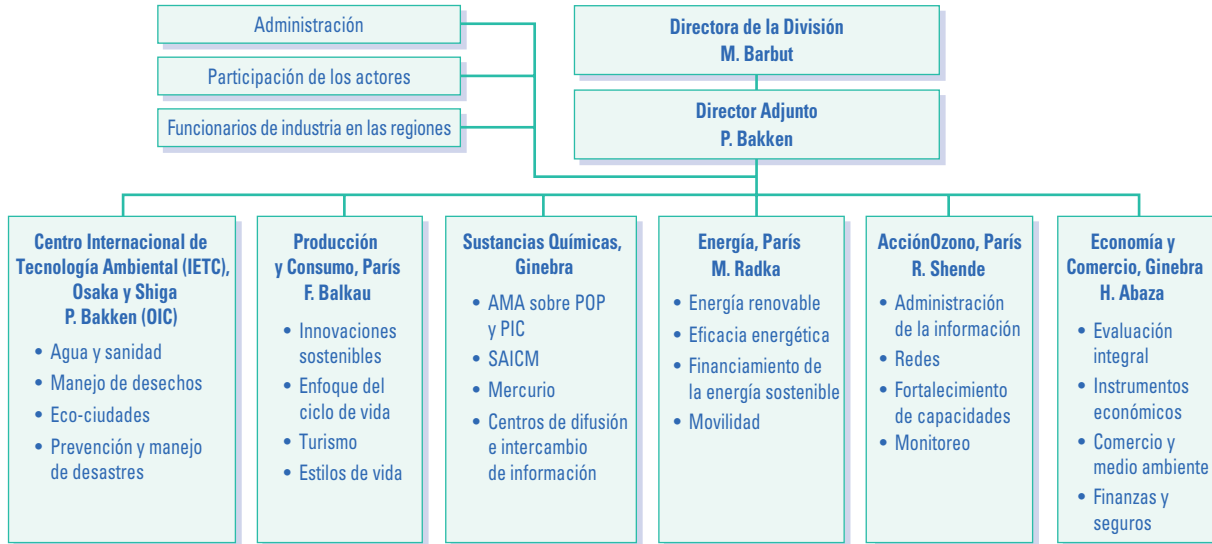 Administración
Participación de los actores
Funcionarios de industria en las regiones
Directora de la División
M. Barbut
Director Adjunto
P. Bakken
Centro Internacional de
Tecnología Ambiental (IETC),
Osaka y Shiga
P. Bakken (OIC)
• Agua y sanidad
• Manejo de desechos
• Eco-ciudades
• Prevención y manejo
de desastres
Producción
y Consumo, París
F. Balkau
• Innovaciones
sostenibles
• Enfoque del
ciclo de vida
• Turismo
• Estilos de vida
Sustancias Químicas,
Ginebra
• AMA sobre POP
y PIC
• SAICM
• Mercurio
• Centros de difusión
e intercambio
de información
Energía, París
M. Radka
• Energía renovable
• Eficacia energética
• Financiamiento de
la energía sostenible
• Movilidad
AcciónOzono, París
R. Shende
• Administración
de la información
• Redes
• Fortalecimiento
de capacidades
• Monitoreo
Economía y
Comercio, Ginebra
H. Abaza
• Evaluación
integral
• Instrumentos
económicos
• Comercio y
medio ambiente
• Finanzas y
seguros